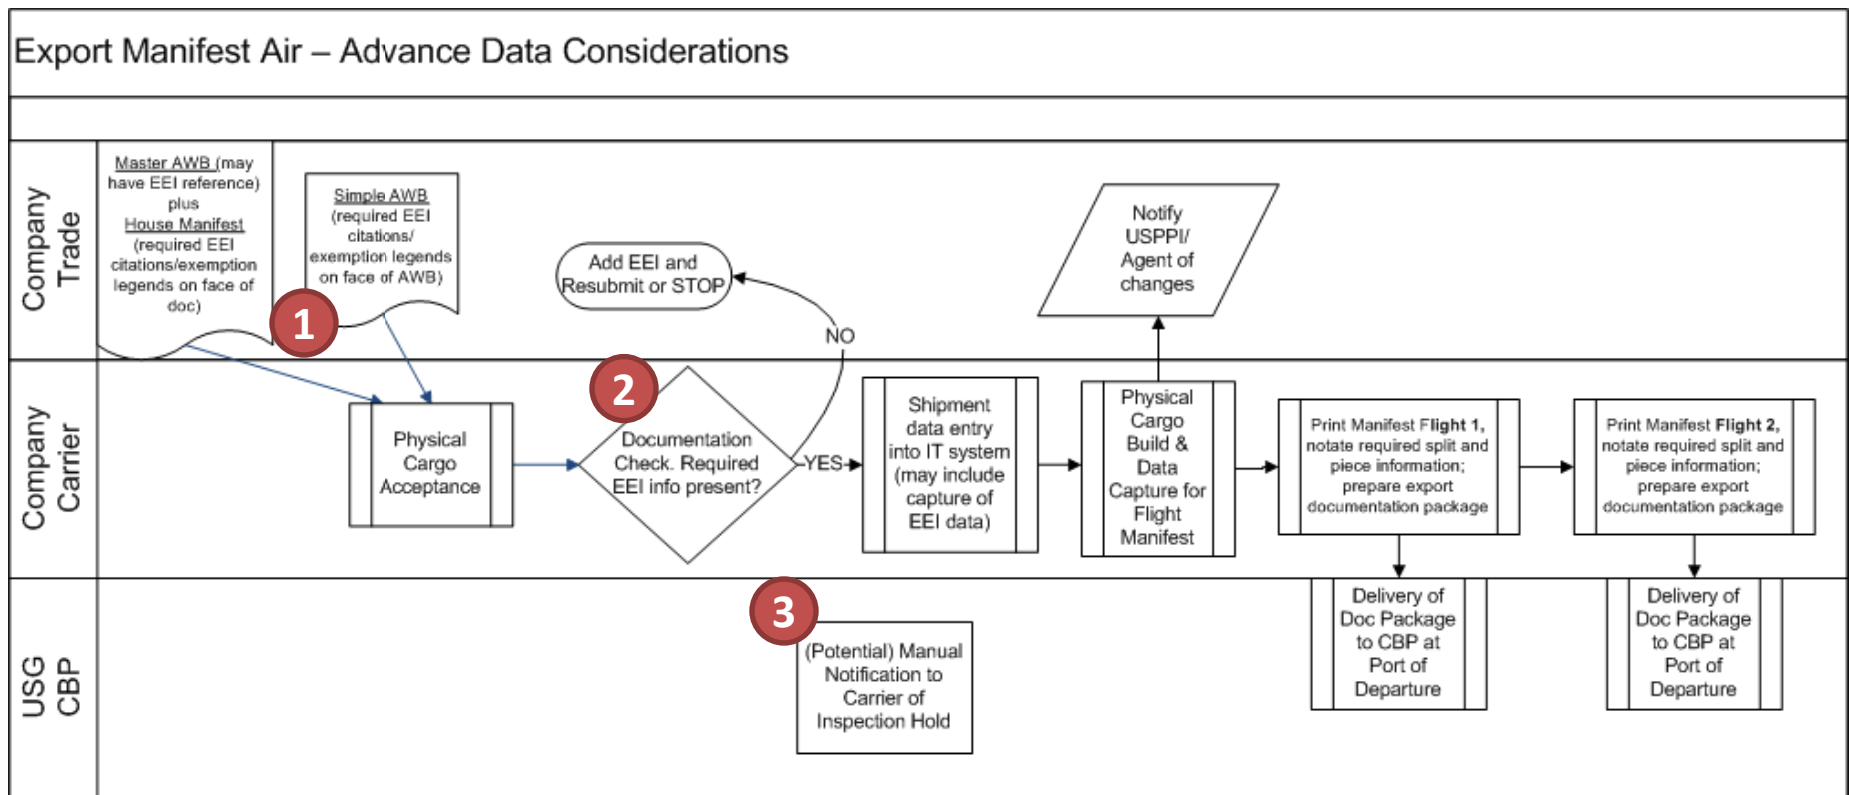 Export Manifest Air – Advance Data Considerations
Company
Trade
Master AWB (may
have EEI reference)
plus
House Manifest
(required EEI
citations/exemption
legends on face of
doc)
Simple AWB
(required EEI
citations/
exemption legends
on face of AWB)
1
Add EEI and
Resubmit or STOP
NO
Notify
USPPI/
Agent of
changes
Company
Carrier
Physical
Cargo
Acceptance
2
Documentation
Check. Required
EEI info present?
YES
Shipment
data entry
into IT system
(may include
capture of
EEI data)
Physical
Cargo
Build &
Data
Capture for
Flight
Manifest
Print Manifest Flight 1,
notate required split and
piece information;
prepare export
documentation package
Print Manifest Flight 2,
notate required split and
piece information;
prepare export
documentation package
USG
CBP
3
(Potential) Manual
Notification to
Carrier of
Inspection Hold
Delivery of
Doc Package
to CBP at
Port of
Departure
Delivery of
Doc Package
to CBP at
Port of
Departure